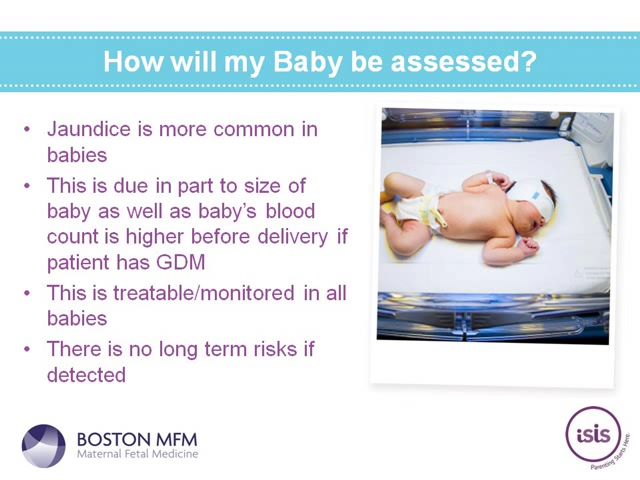 How will my Baby be assessed?
• Jaundice is more common in
babies
• This is due in part to size of
baby as well as baby's blood
count is higher before delivery if
patient has GDM
• This is treatable/monitored in all
babies
• There is no long term risks if
detected
BOSTON MFM
Maternal Fetal Medicine
isis
Parenting Starts Here.